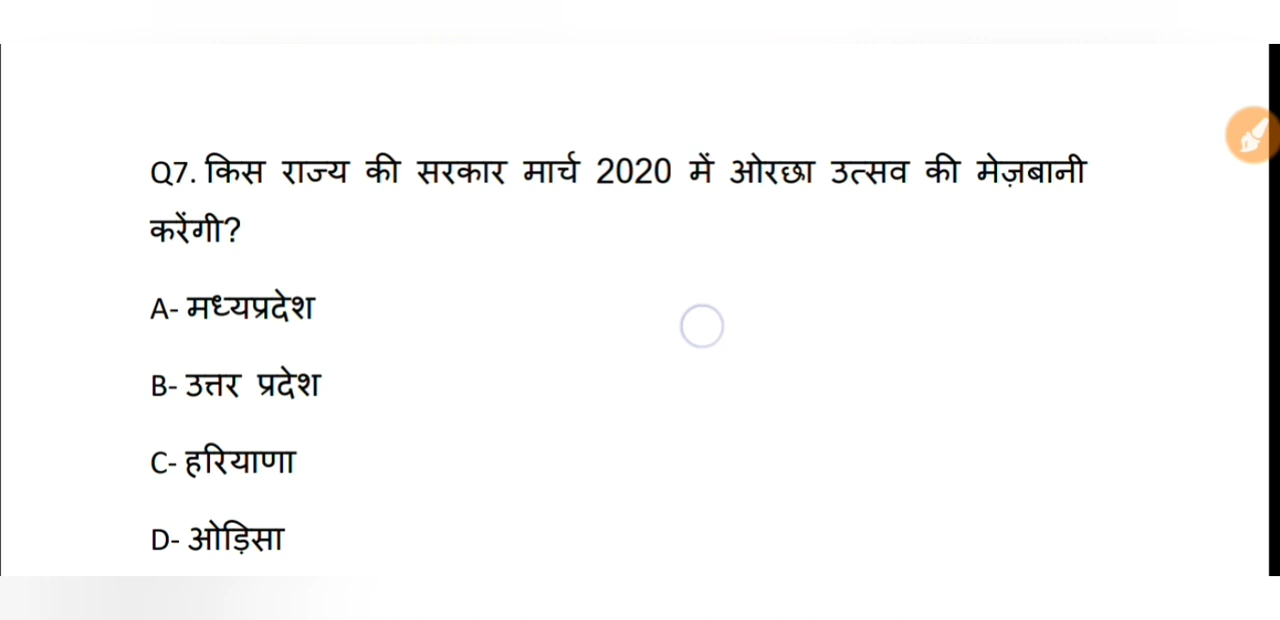 Q7. किस राज्य की सरकार मार्च 2020 में ओरछा उत्सव की मेज़बानी
करेंगी?
A- मध्यप्रदेश
B- उत्तर प्रदेश
C- हरियाणा
D- ओड़िसा